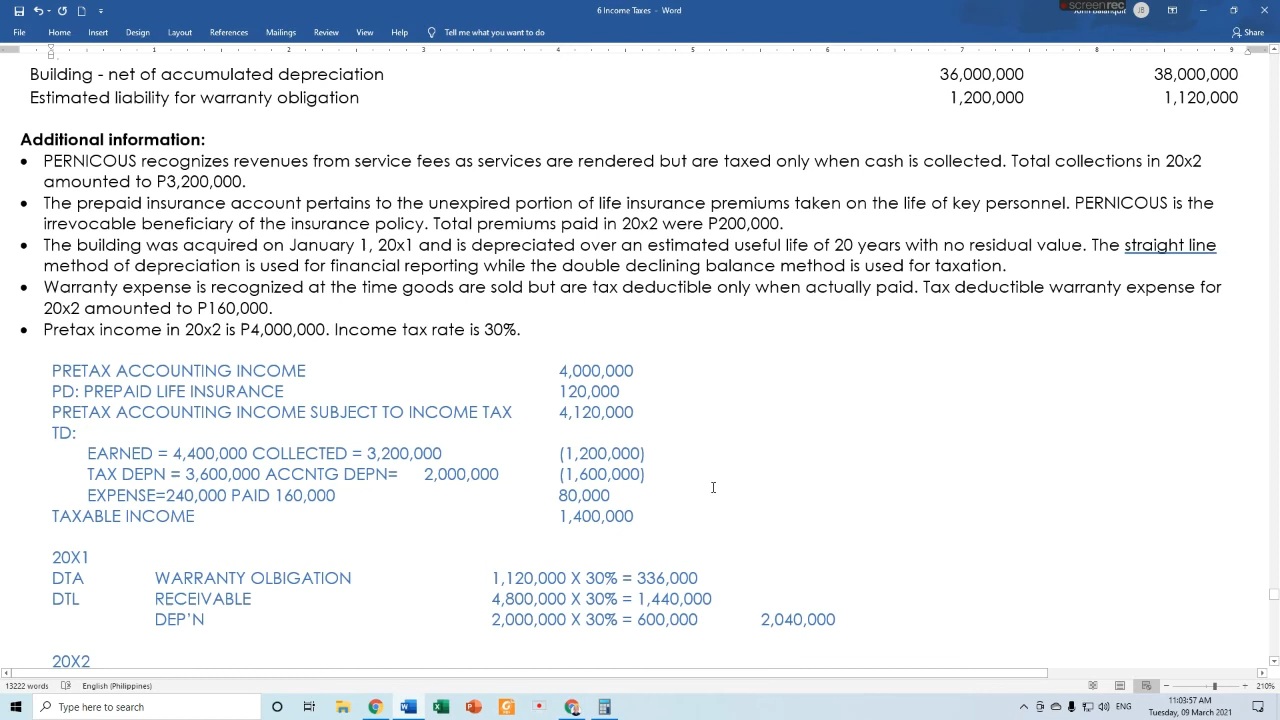 6 Income Taxes - Word
screenrec
John Balanquit JB
File Home Insert Design Layout References Mailings Review View Help Tell me what you want to do Share
1 2 3 4 5 6 7 8 9
Building - net of accumulated depreciation 36,000,000 38,000,000
Estimated liability for warranty obligation 1,200,000 1,120,000
Additional information:
• PERNICOUS recognizes revenues from service fees as services are rendered but are taxed only when cash is collected. Total collections in 20x2
amounted to P3,200,000.
• The prepaid insurance account pertains to the unexpired portion of life insurance premiums taken on the life of key personnel. PERNICOUS is the
irrevocable beneficiary of the insurance policy. Total premiums paid in 20x2 were P200,000.
• The building was acquired on January 1, 20x1 and is depreciated over an estimated useful life of 20 years with no residual value. The straight line
method of depreciation is used for financial reporting while the double declining balance method is used for taxation.
• Warranty expense is recognized at the time goods are sold but are tax deductible only when actually paid. Tax deductible warranty expense for
20x2 amounted to P160,000.
• Pretax income in 20x2 is P4,000,000. Income tax rate is 30%.
PRETAX ACCOUNTING INCOME 4,000,000
PD: PREPAID LIFE INSURANCE 120,000
PRETAX ACCOUNTING INCOME SUBJECT TO INCOME TAX 4,120,000
TD:
EARNED = 4,400,000 COLLECTED = 3,200,000 (1,200,000)
TAX DEPN = 3,600,000 ACCNTG DEPN= 2,000,000 (1,600,000)
EXPENSE=240,000 PAID 160,000 80,000
TAXABLE INCOME 1,400,000
20X1
DTA WARRANTY OLBIGATION 1,120,000 X 30% = 336,000
DTL RECEIVABLE 4,800,000 X 30% = 1,440,000
DEP’N 2,000,000 X 30% = 600,000 2,040,000
20X2
13222 words English (Philippines) 210%
Type here to search
ENG 11:03:57 AM
Tuesday, 09 March 2021